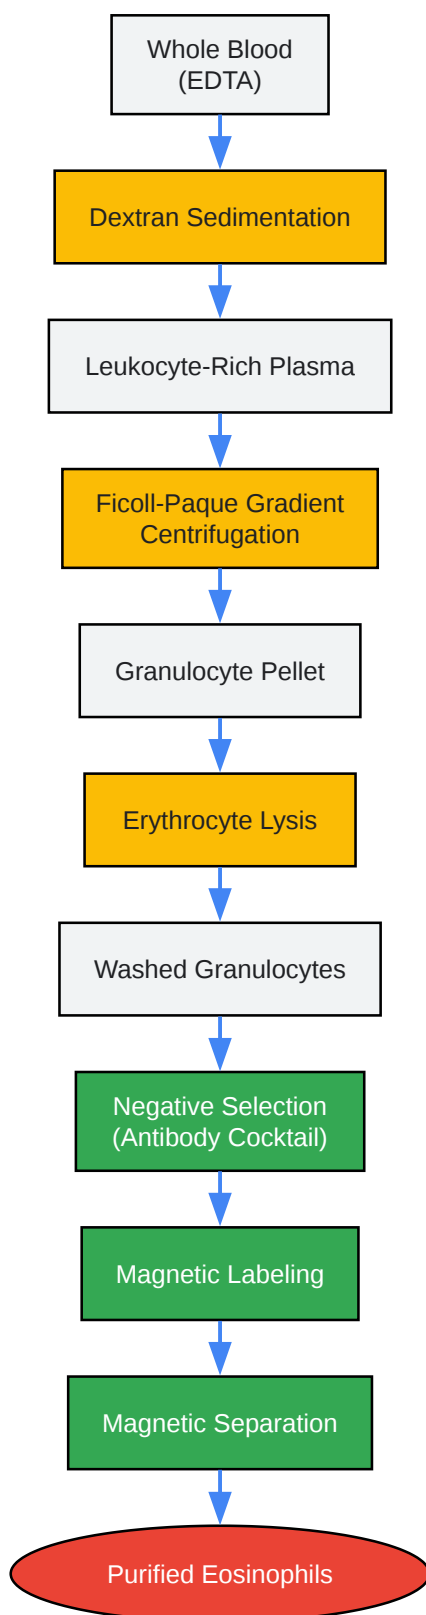 Whole Blood
(EDTA)
Dextran Sedimentation
Leukocyte-Rich Plasma
Ficoll-Paque Gradient
Centrifugation
Granulocyte Pellet
Erythrocyte Lysis
Washed Granulocytes
Negative Selection
(Antibody Cocktail)
Magnetic Labeling
Magnetic Separation
Purified Eosinophils